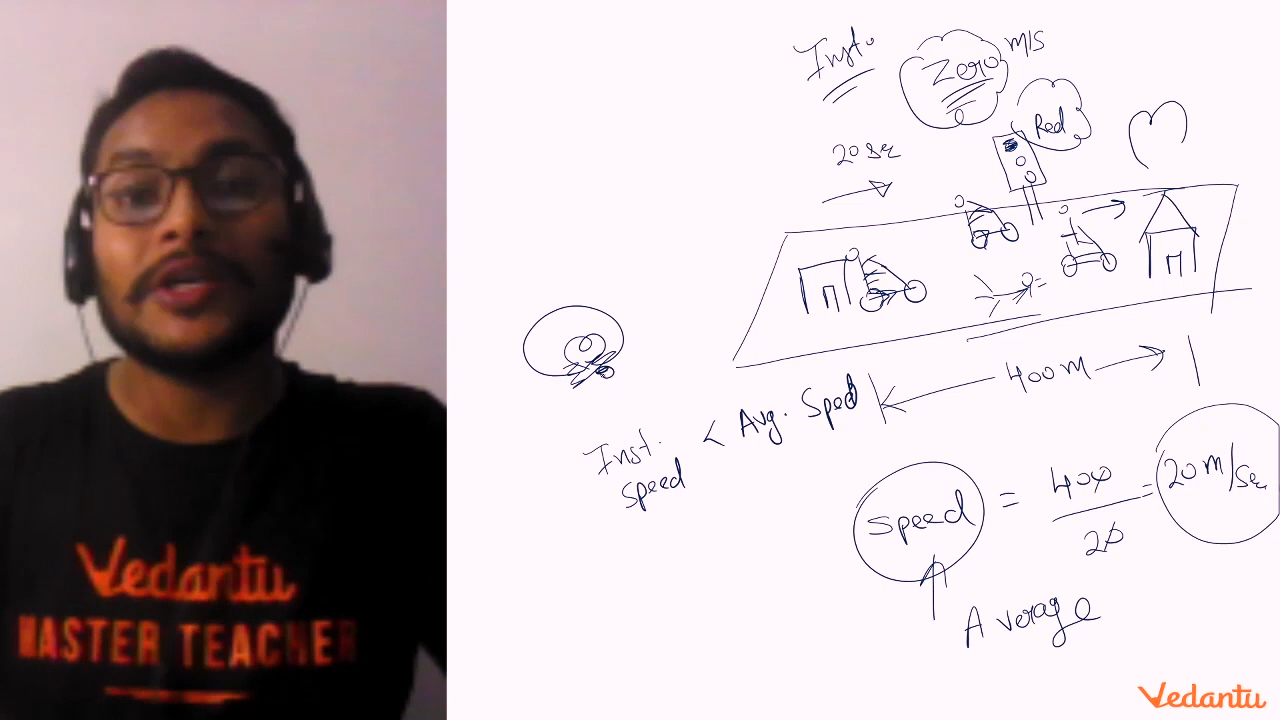 Inst.
Zero m/s
Red
20 sec
400 m
Inst. < Avg. Speed
speed
speed = 400/20 = 20 m/sec
Average
Vedantu
MASTER TEACHER
Vedantu